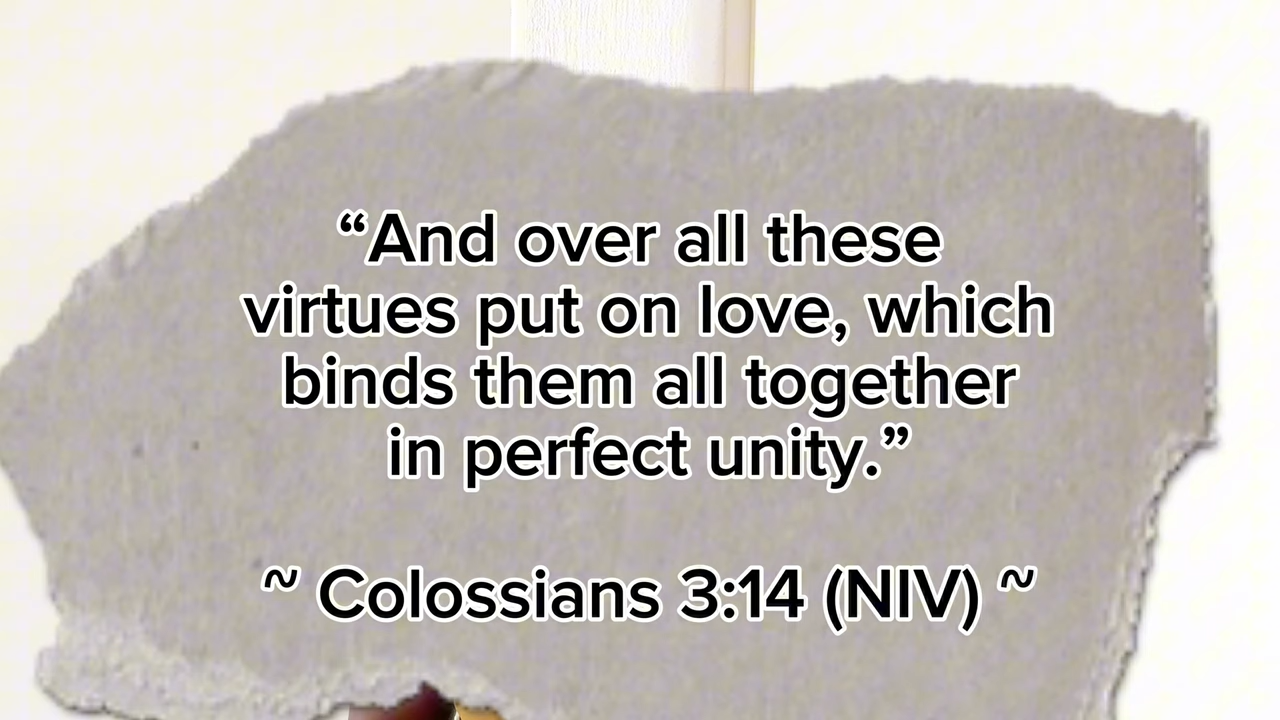 “And over all these
virtues put on love, which
binds them all together
in perfect unity.”
~ Colossians 3:14 (NIV) ~